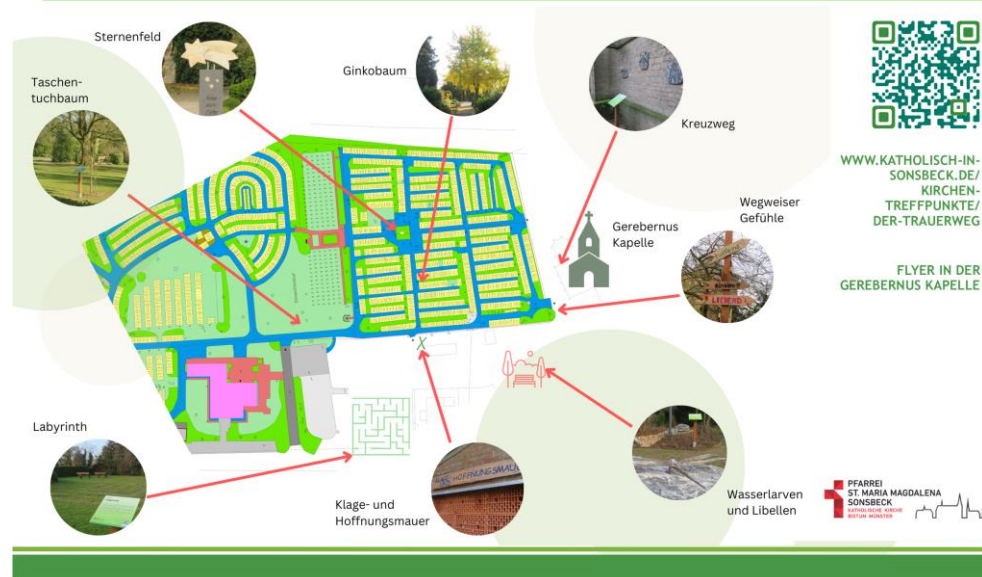 Sternenfeld
Ginkobaum
Taschen-
tuchbaum
Kreuzweg
WWW.KATHOLISCH-IN-
SONSBECK.DE/
KIRCHEN-
TREFFPUNKTE/
DER-TRAUERWEG
Wegweiser
Gefühle
Gerebernus
Kapelle
LIEBEND
FLYER IN DER
GEREBERNUS KAPELLE
Labyrinth
Klage- und
Hoffnungsmauer
HOFFNUNGSMAUER
Wasserlarven
und Libellen
PFARREI
ST. MARIA MAGDALENA
SONSBECK
KATHOLISCHE KIRCHE
BISTUM MÜNSTER
X